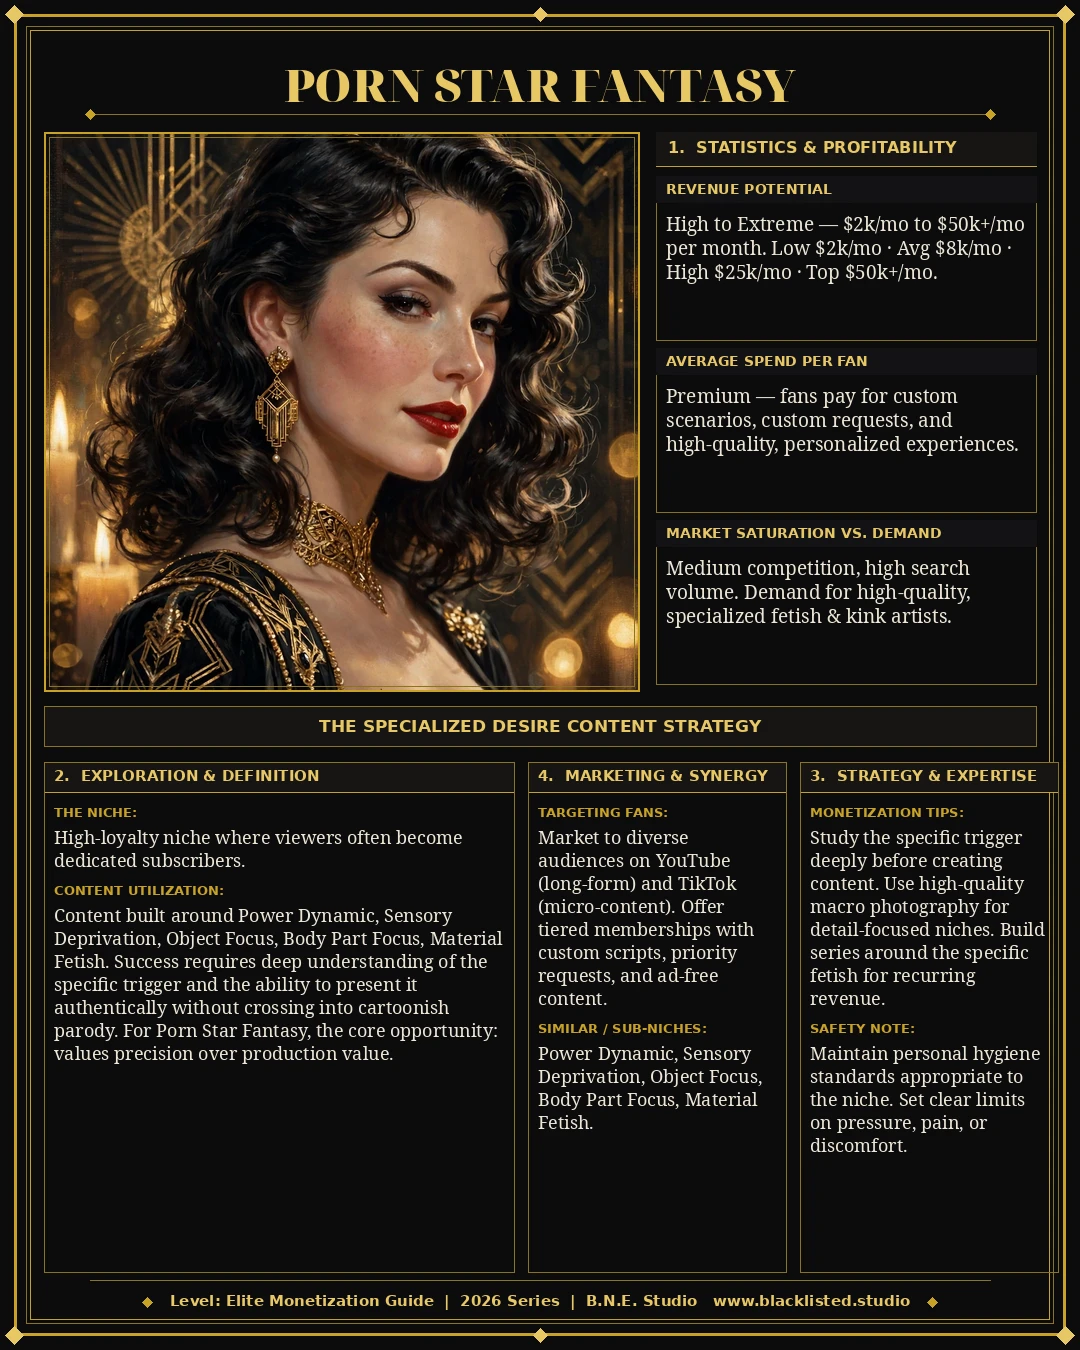 PORN STAR FANTASY
1. STATISTICS & PROFITABILITY
REVENUE POTENTIAL
High to Extreme — $2k/mo to $50k+/mo
per month. Low $2k/mo · Avg $8k/mo ·
High $25k/mo · Top $50k+/mo.
AVERAGE SPEND PER FAN
Premium — fans pay for custom
scenarios, custom requests, and
high-quality, personalized experiences.
MARKET SATURATION VS. DEMAND
Medium competition, high search
volume. Demand for high-quality,
specialized fetish & kink artists.
THE SPECIALIZED DESIRE CONTENT STRATEGY
2. EXPLORATION & DEFINITION
THE NICHE:
High-loyalty niche where viewers often become
dedicated subscribers.
CONTENT UTILIZATION:
Content built around Power Dynamic, Sensory
Deprivation, Object Focus, Body Part Focus, Material
Fetish. Success requires deep understanding of the
specific trigger and the ability to present it
authentically without crossing into cartoonish
parody. For Porn Star Fantasy, the core opportunity:
values precision over production value.
4. MARKETING & SYNERGY
TARGETING FANS:
Market to diverse
audiences on YouTube
(long-form) and TikTok
(micro-content). Offer
tiered memberships with
custom scripts, priority
requests, and ad-free
content.
SIMILAR / SUB-NICHES:
Power Dynamic, Sensory
Deprivation, Object Focus,
Body Part Focus, Material
Fetish.
3. STRATEGY & EXPERTISE
MONETIZATION TIPS:
Study the specific trigger
deeply before creating
content. Use high-quality
macro photography for
detail-focused niches. Build
series around the specific
fetish for recurring
revenue.
SAFETY NOTE:
Maintain personal hygiene
standards appropriate to
the niche. Set clear limits
on pressure, pain, or
discomfort.
Level: Elite Monetization Guide | 2026 Series | B.N.E. Studio www.blacklisted.studio